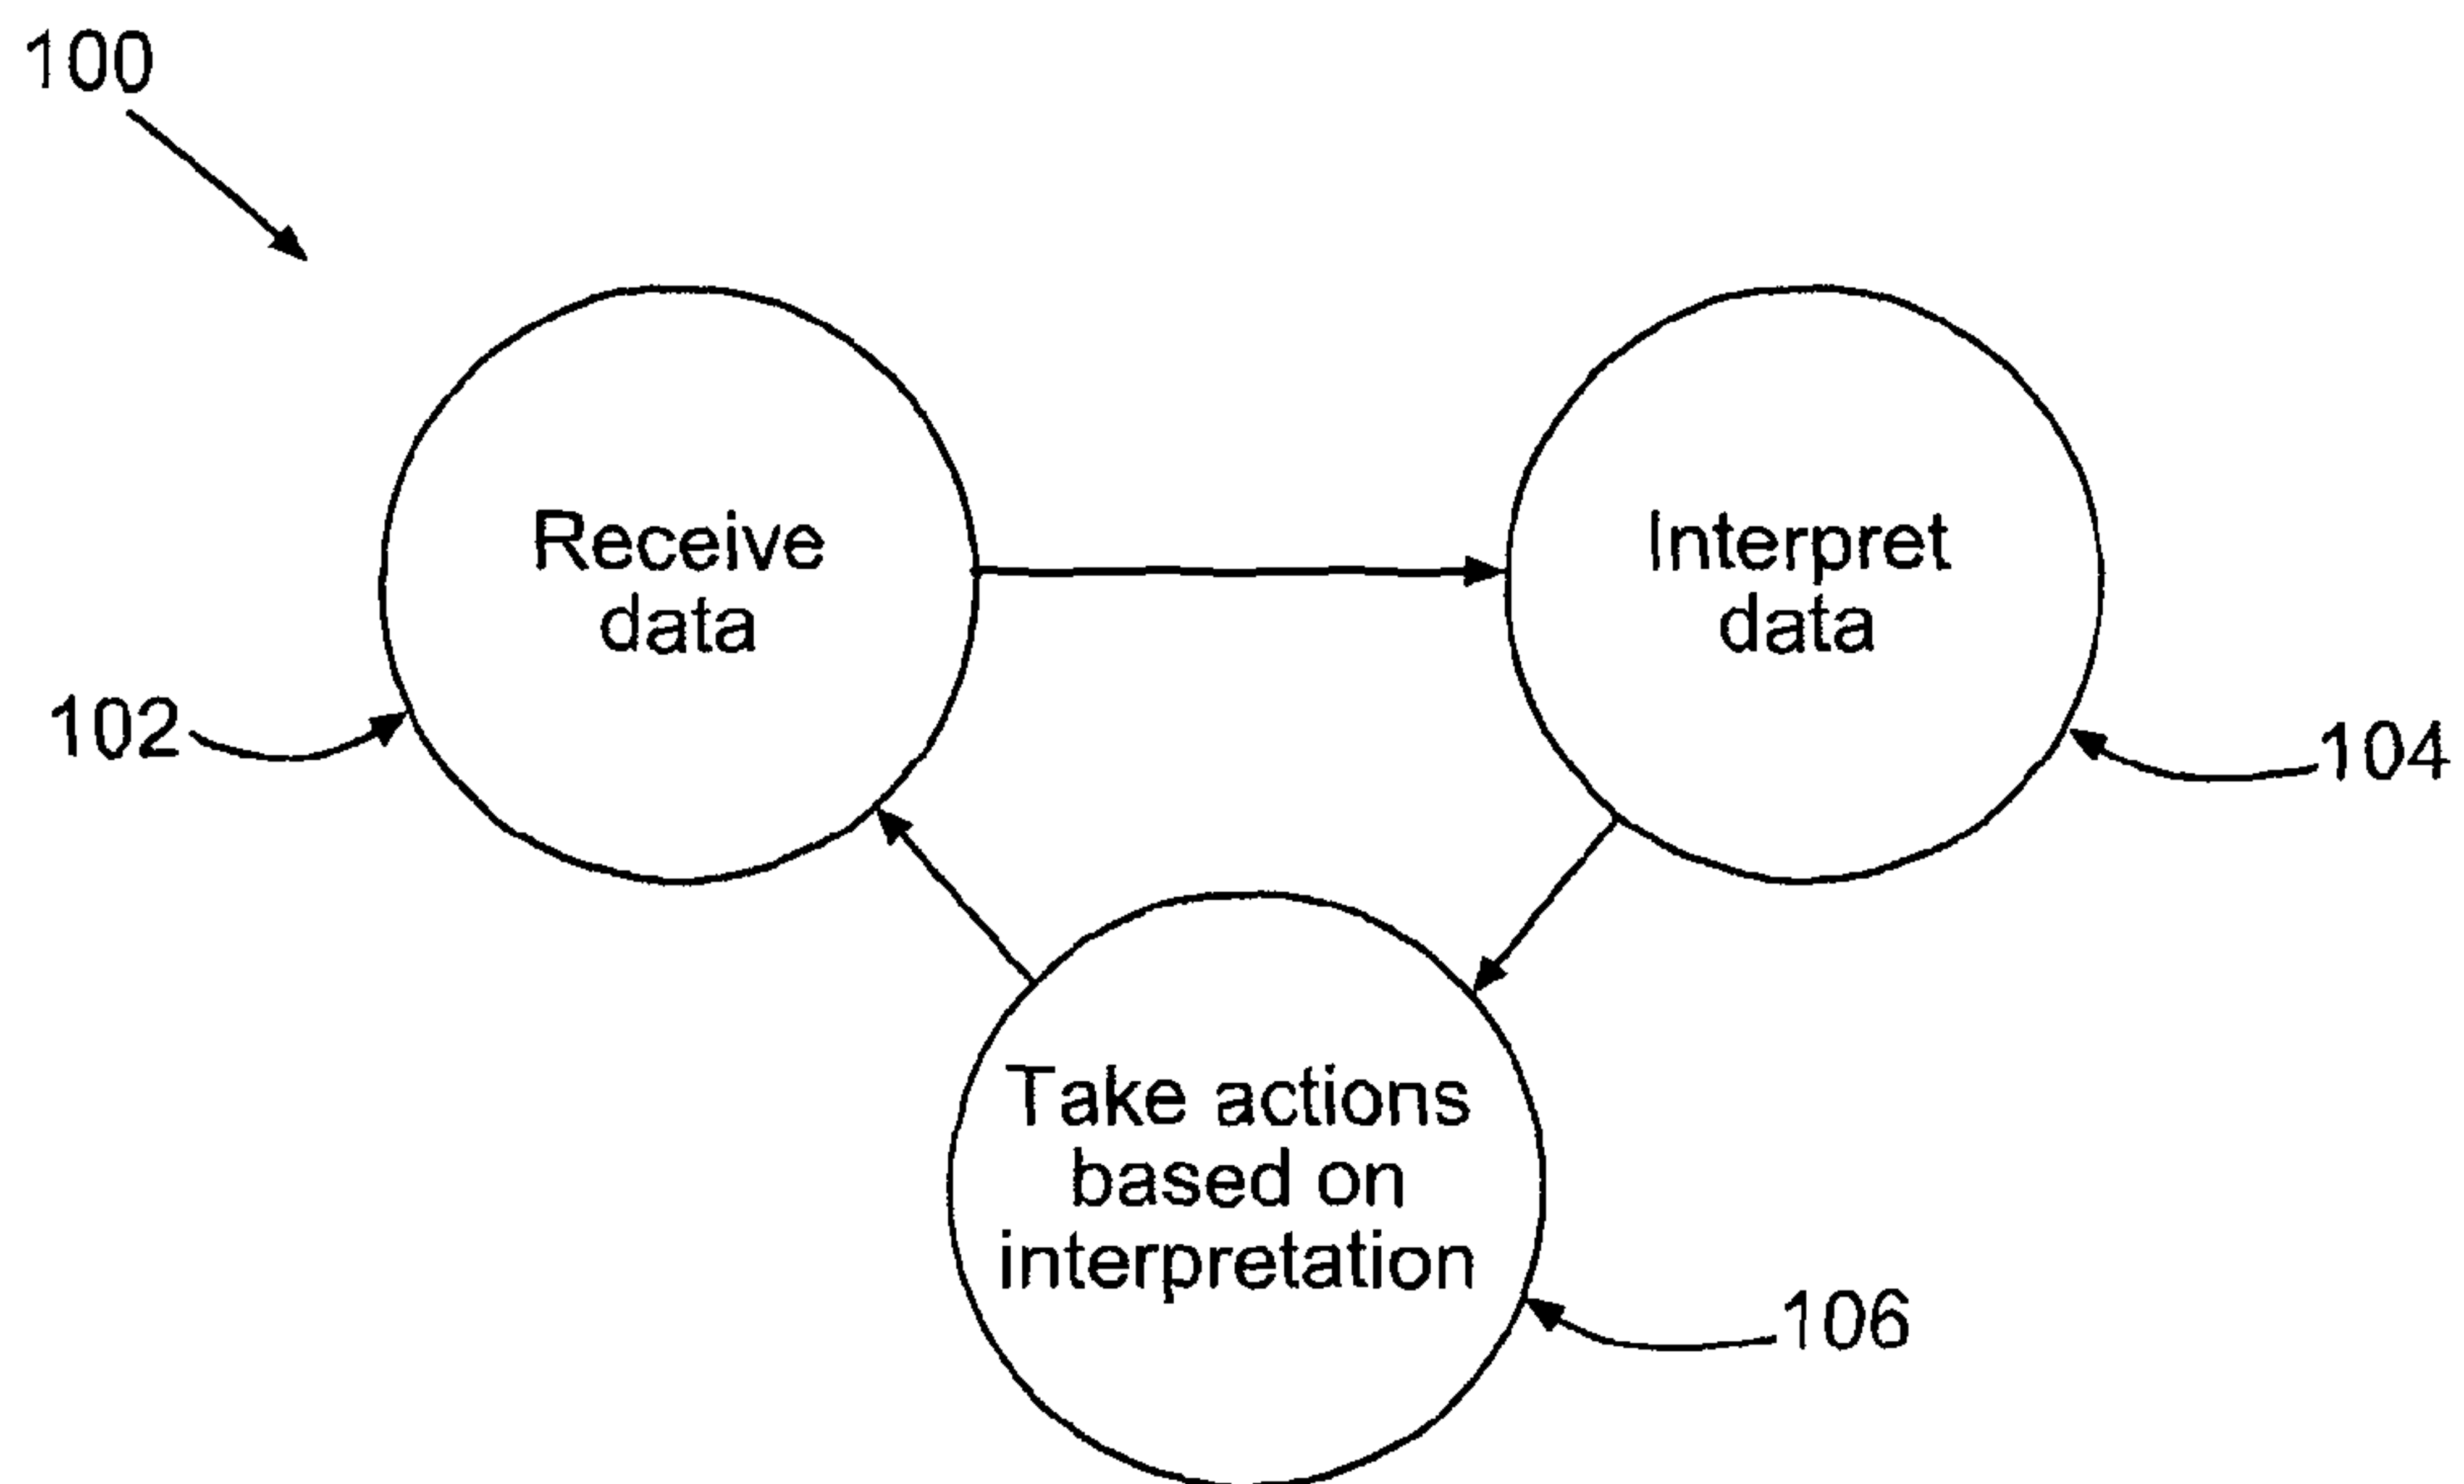 100
Receive
data
Interpret
data
102
104
Take actions
based on
interpretation
106